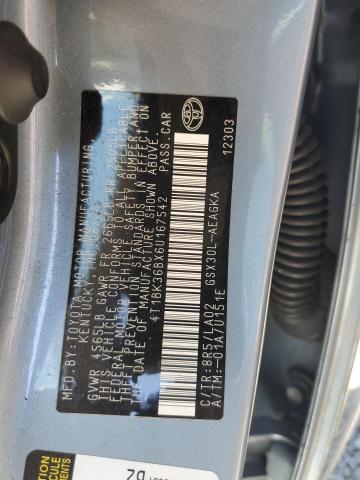 MFD.BY:TOYOTA MOTOR MANUFACTURING,
KENTUCKY, INC.
GVWR 4565LB GAWR FR 2665LB RR 2505LB
THIS VEHICLE CONFORMS TO ALL APPLICABLE
FEDERAL MOTOR VEHICLE SAFETY BUMPER, AND
THEFT PREVENTION STANDARDS IN EFFECT ON
THE DATE OF MANUFACTURE SHOWN ABOVE.
4T1BK36BX6U167542 PASS.CAR
C/TR:8R5/LA02 GSX30L-AEAGKA
A/TM:-01A/U151E
12303